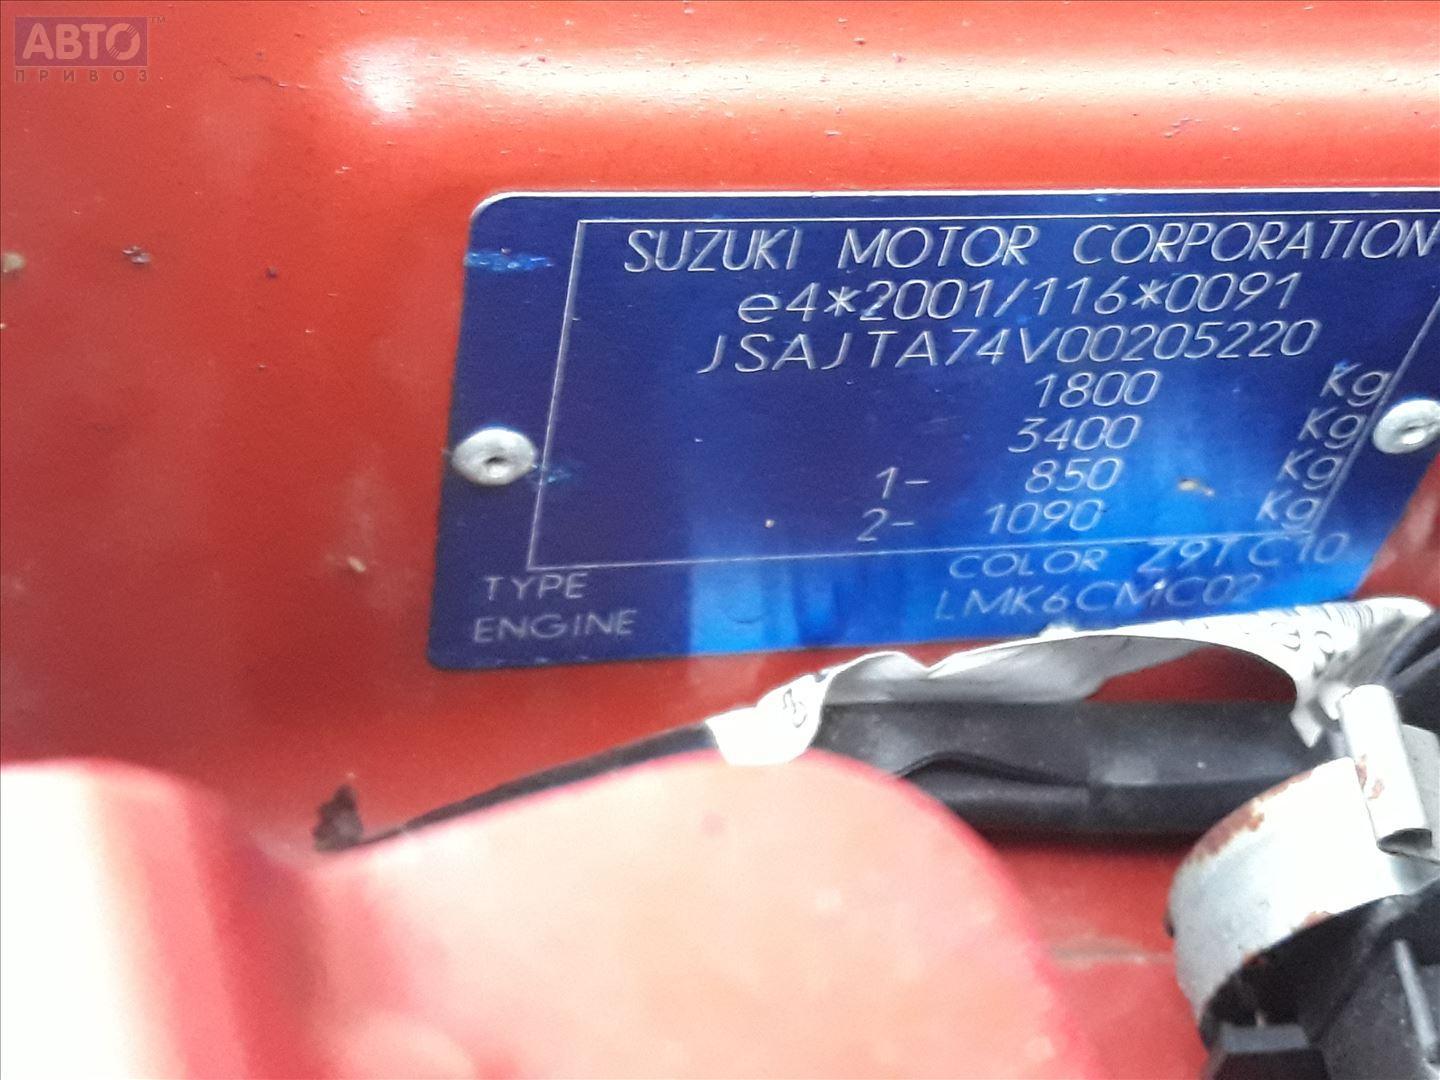 АВТО™
ПРИВОЗ
SUZUKI MOTOR CORPORATION
e4*2001/116*0091
JSAJTA74V00205220
1800 Kg
3400 Kg
1- 850 Kg
2- 1090 Kg
TYPE COLOR Z9T C10
ENGINE LMK6CMC02